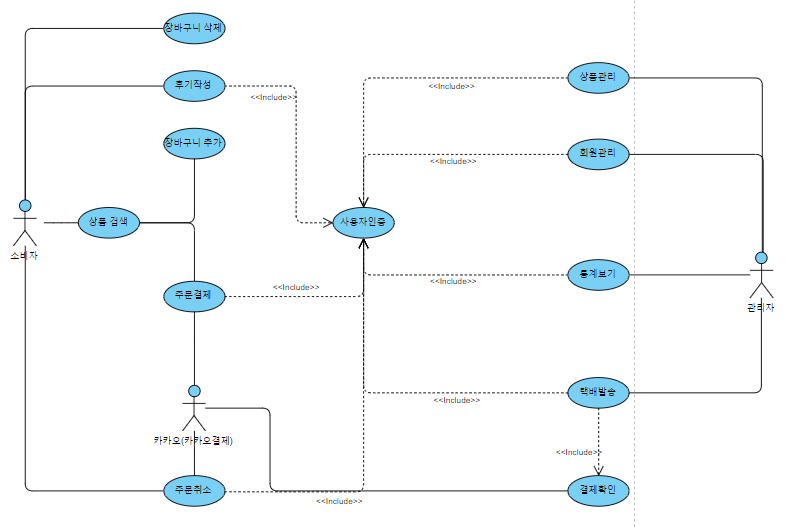 장바구니 삭제
상품관리
후기작성
<<Include>>
<<Include>>
장바구니 추가
회원관리
<<Include>>
상품 검색
사용자인증
소비자
통계보기
<<Include>>
주문결제
<<Include>>
관리자
택배발송
<<Include>>
카카오(카카오결제)
<<Include>>
주문취소
결제확인
<<Include>>